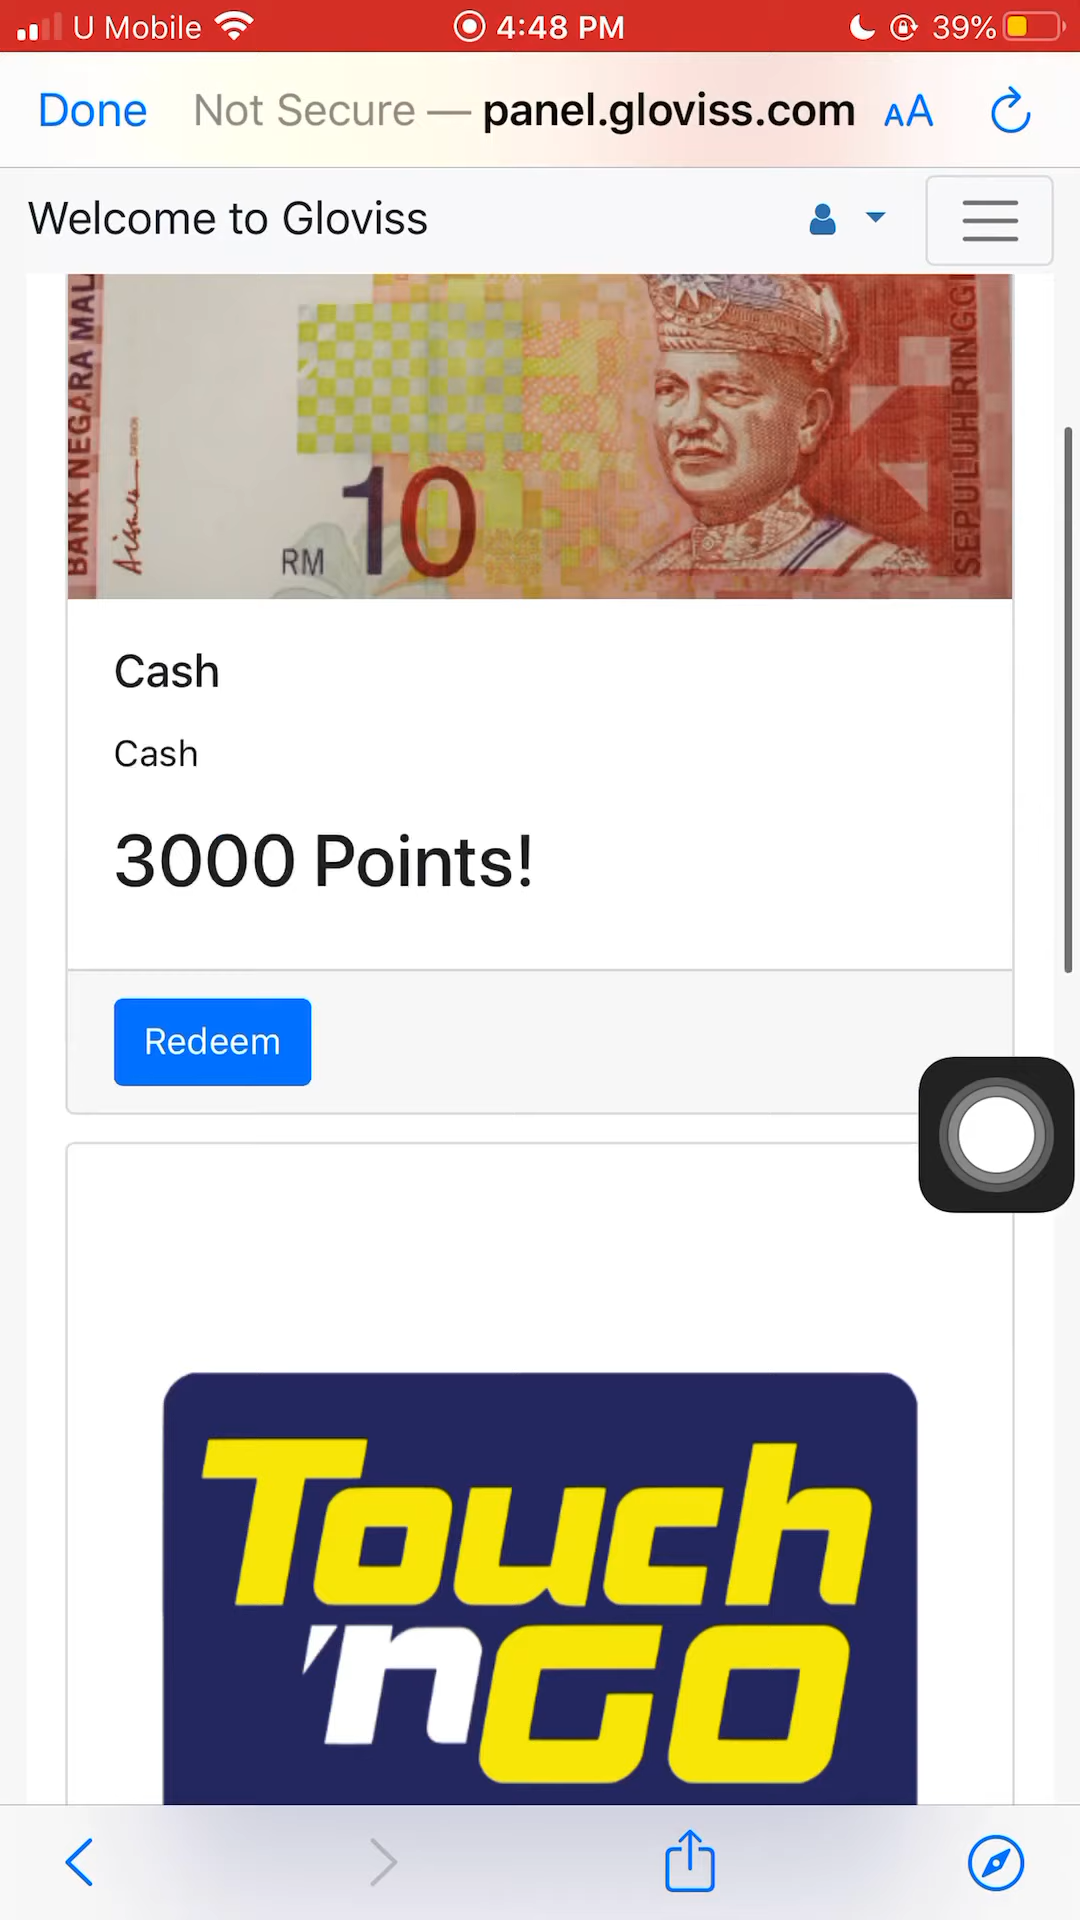 U Mobile 4:48 PM 39%
Done Not Secure — panel.gloviss.com AA
Welcome to Gloviss
BANK NEGARA MAL
RM 10
SEPULUH RINGGI
Cash
Cash
3000 Points!
Redeem
Touch
'nGO